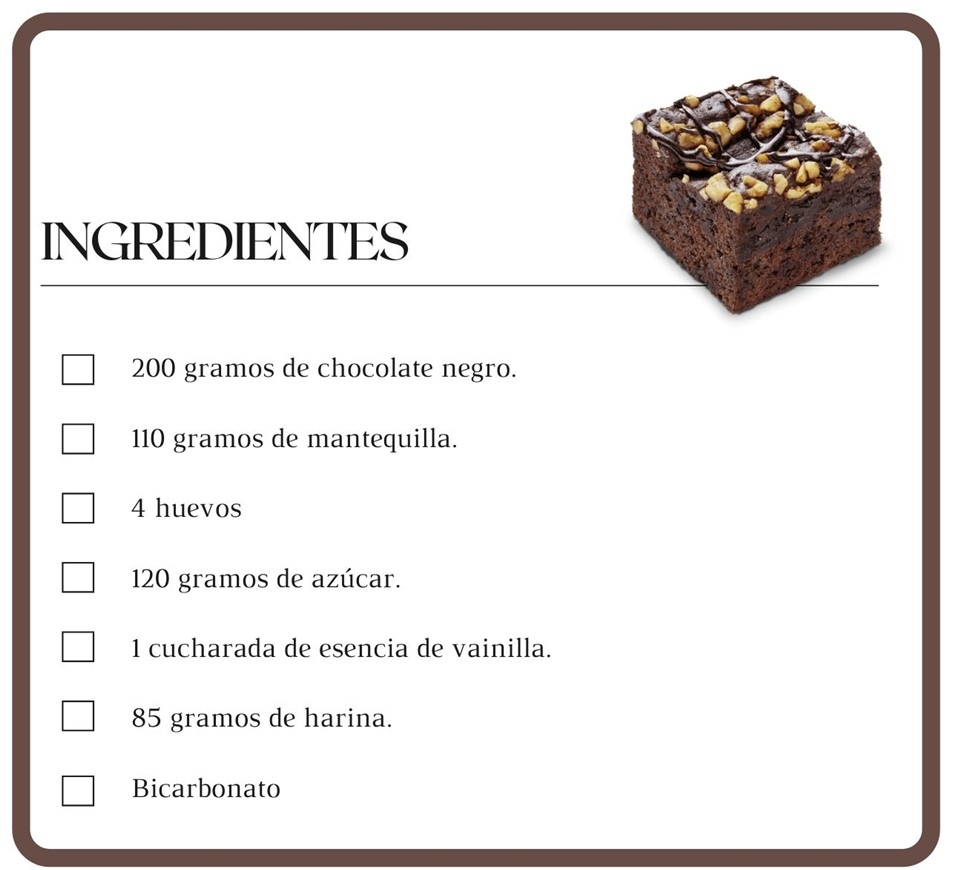 INGREDIENTES
200 gramos de chocolate negro.
110 gramos de mantequilla.
4 huevos
120 gramos de azúcar.
1 cucharada de esencia de vainilla.
85 gramos de harina.
Bicarbonato